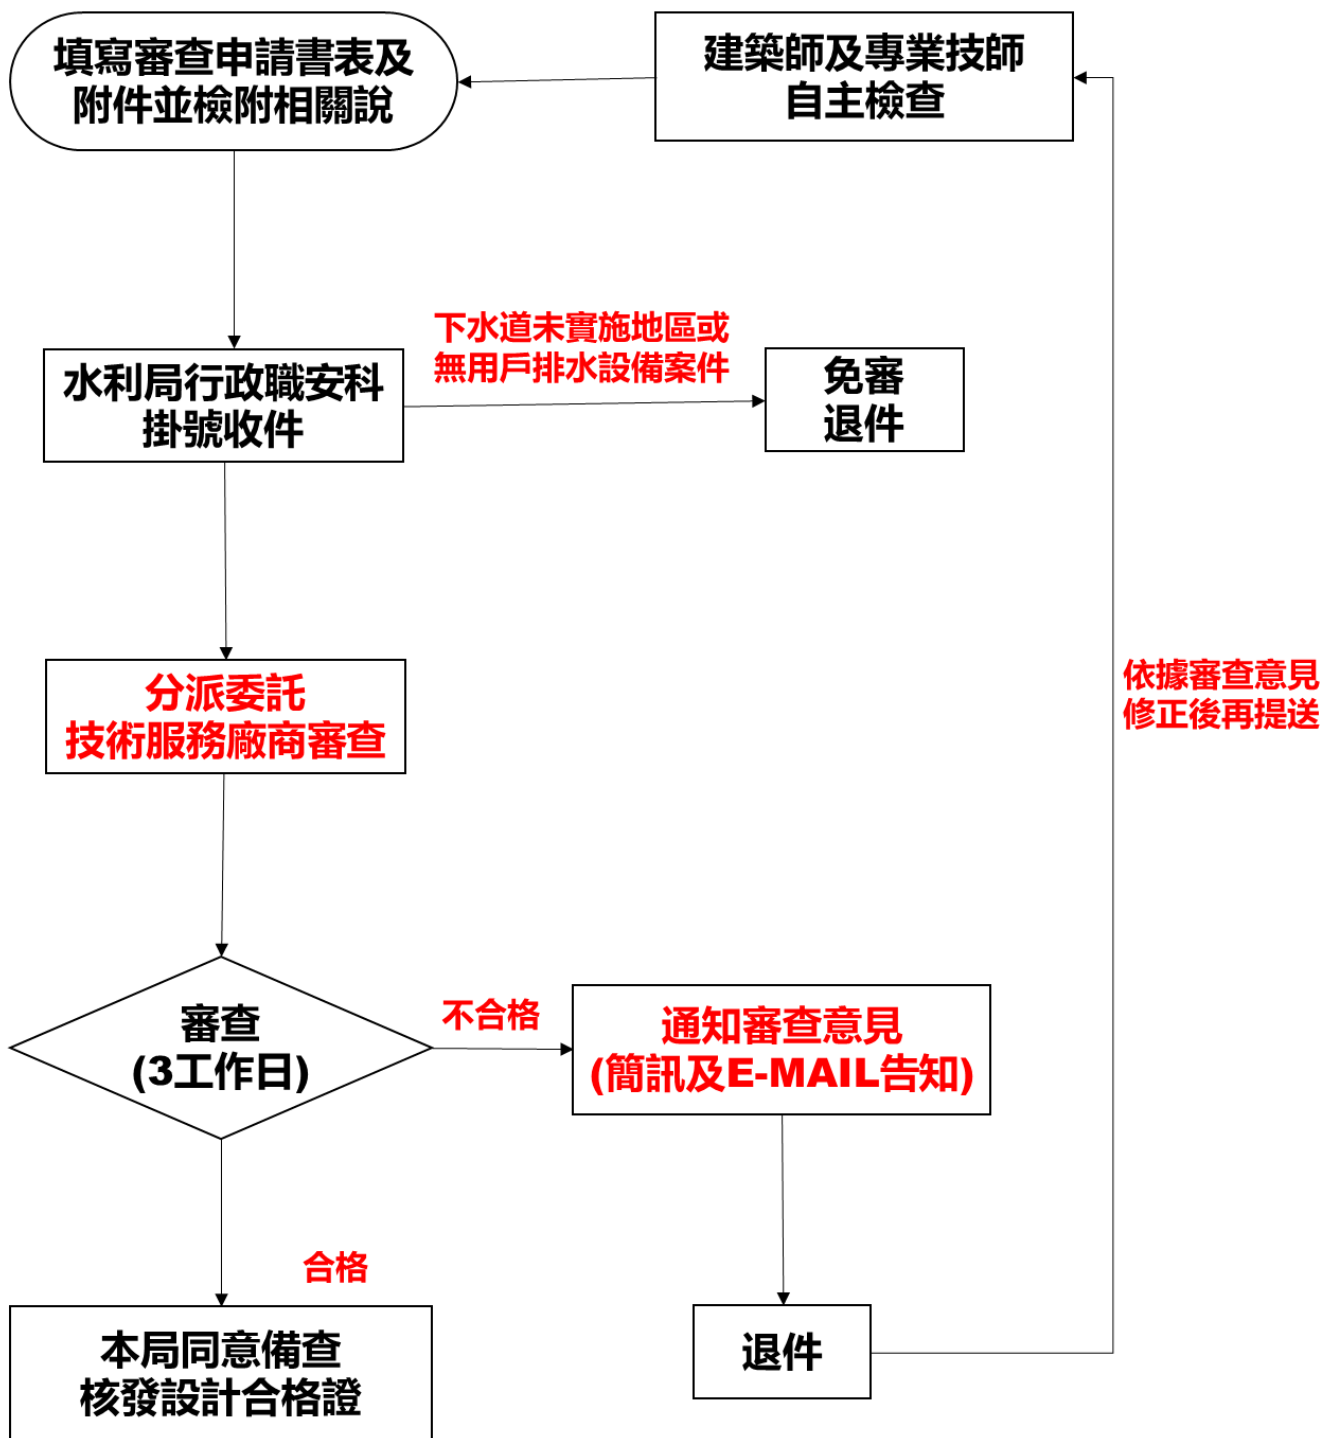 填寫審查申請書表及
附件並檢附相關說
建築師及專業技師
自主檢查
下水道未實施地區或
無用戶排水設備案件
水利局行政職安科
掛號收件
免審
退件
分派委託
技術服務廠商審查
依據審查意見
修正後再提送
審查
(3工作日)
不合格
通知審查意見
(簡訊及E-MAIL告知)
合格
本局同意備查
核發設計合格證
退件